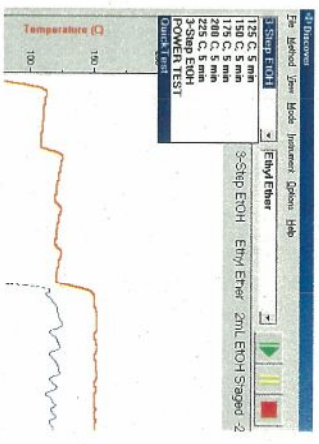 Discover
File Method View Mode Instrument Options Help
3-Step EtOH
Ethyl Ether
125 C, 5 min
150 C, 5 min
175 C, 5 min
200 C, 5 min
225 C, 5 min
POWER TEST
3-Step EtOH
Quick Test
3-Step EtOH Ethyl Ether 2mL EtOH Staged -2
Temperature (C)
150
100